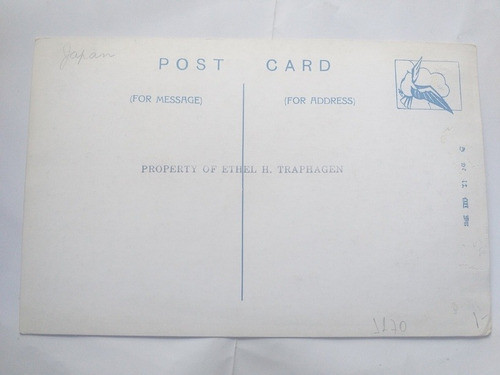 Japan
POST CARD
(FOR MESSAGE) (FOR ADDRESS)
PROPERTY OF ETHEL H. TRAPHAGEN